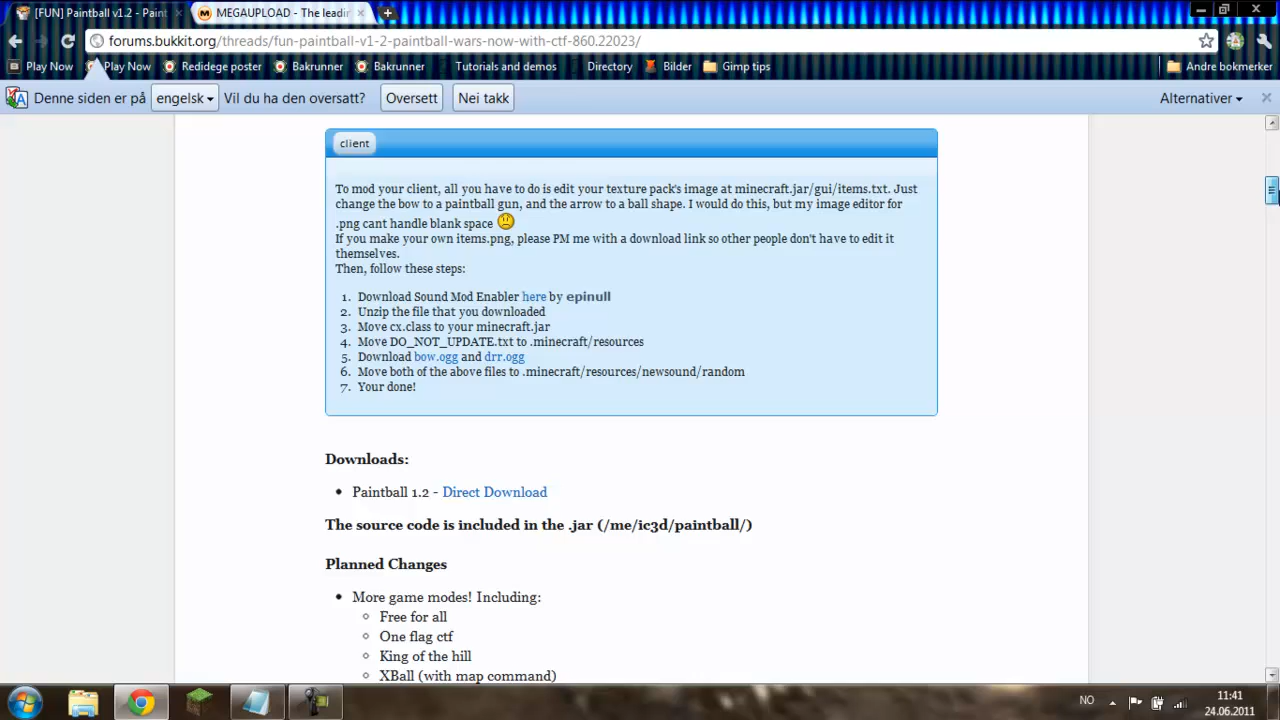 [FUN] Paintball v1.2 - Paint
MEGAUPLOAD - The leadin
forums.bukkit.org/threads/fun-paintball-v1-2-paintball-wars-now-with-ctf-860.22023/
Play Now
Play Now
Redidege poster
Bakrunner
Bakrunner
Tutorials and demos
Directory
Bilder
Gimp tips
Andre bokmerker
Denne siden er på engelsk Vil du ha den oversatt? Oversett Nei takk Alternativer
client
To mod your client, all you have to do is edit your texture pack's image at minecraft.jar/gui/items.txt. Just
change the bow to a paintball gun, and the arrow to a ball shape. I would do this, but my image editor for
.png cant handle blank space
If you make your own items.png, please PM me with a download link so other people don't have to edit it
themselves.
Then, follow these steps:
1. Download Sound Mod Enabler here by epinull
2. Unzip the file that you downloaded
3. Move cx.class to your minecraft.jar
4. Move DO_NOT_UPDATE.txt to .minecraft/resources
5. Download bow.ogg and drr.ogg
6. Move both of the above files to .minecraft/resources/newsound/random
7. Your done!
Downloads:
Paintball 1.2 - Direct Download
The source code is included in the .jar (/me/ic3d/paintball/)
Planned Changes
More game modes! Including:
Free for all
One flag ctf
King of the hill
XBall (with map command)
NO
11:41
24.06.2011